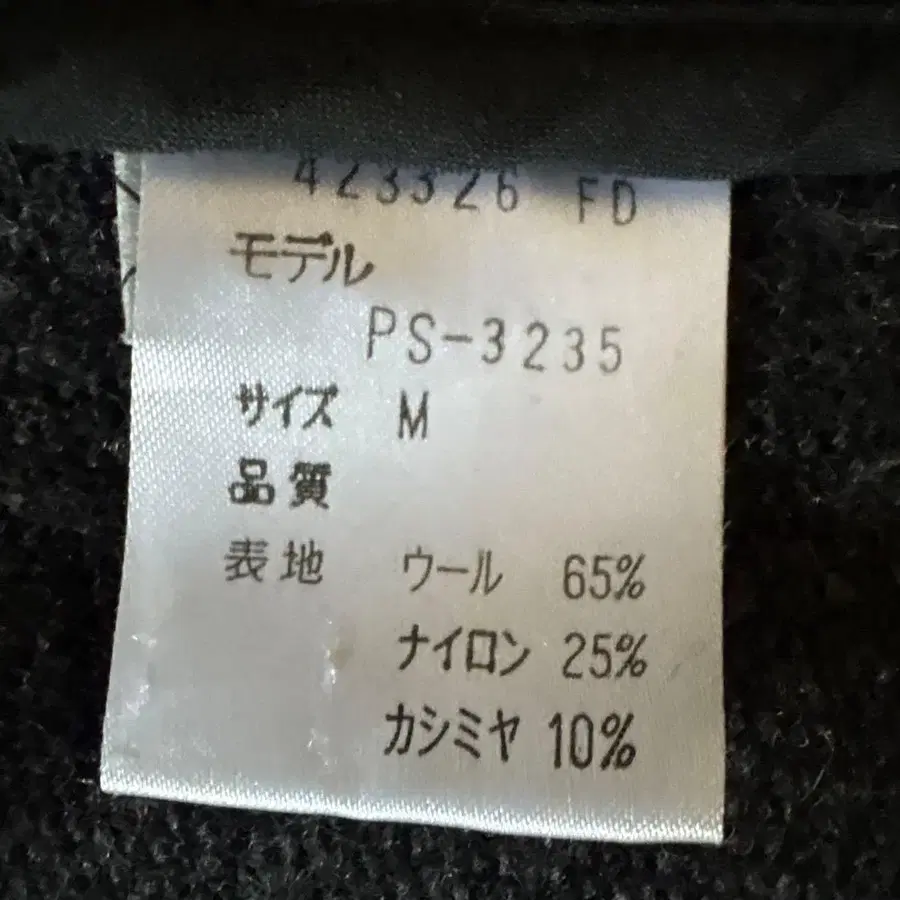 423326 FD
モデル
PS-3235
サイズ M
品質
表地 ウール 65%
ナイロン 25%
カシミヤ 10%